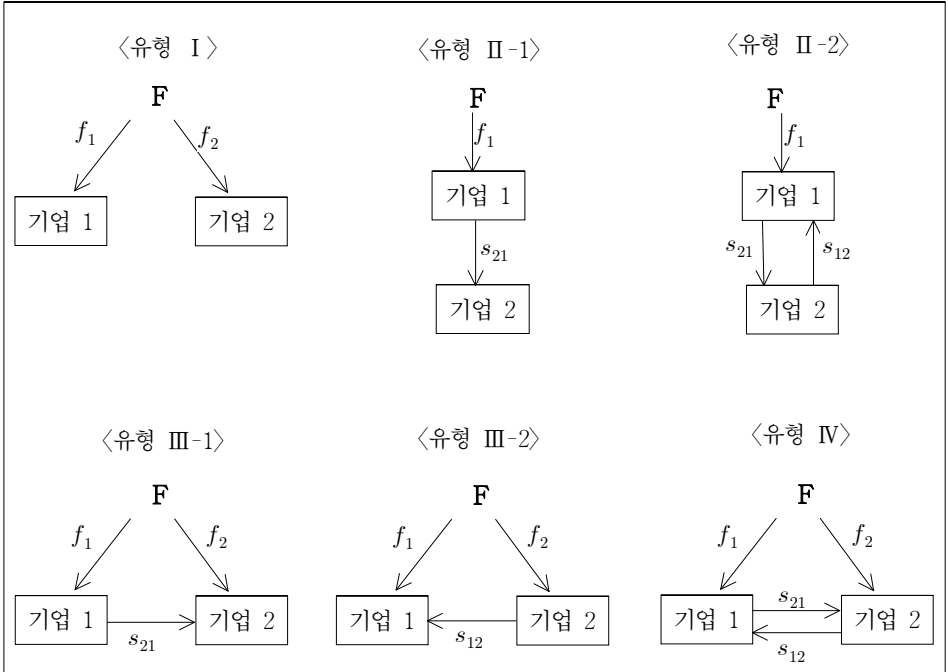 〈유형 Ⅰ〉 〈유형 Ⅱ-1〉 〈유형 Ⅱ-2〉
F F F
f₁ f₂ f₁ f₁
기업 1 기업 2 기업 1 기업 1
s₂₁ s₂₁ s₁₂
기업 2 기업 2
〈유형 Ⅲ-1〉 〈유형 Ⅲ-2〉 〈유형 Ⅳ〉
F F F
f₁ f₂ f₁ f₂ f₁ f₂
기업 1 기업 2 기업 1 기업 2 기업 1 s₂₁ 기업 2
s₂₁ s₁₂ s₁₂